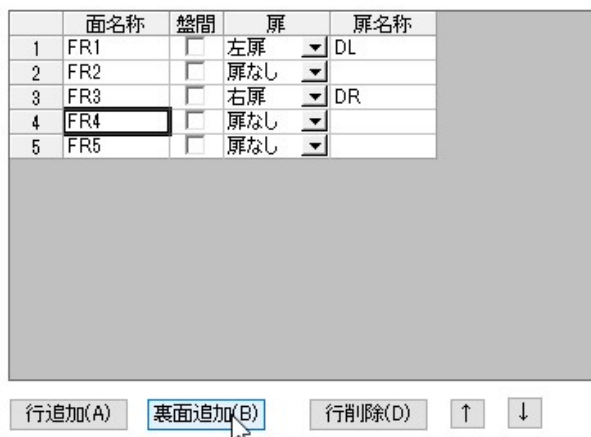 面名称 盤間 扉 扉名称
1 FR1 左扉 DL
2 FR2 扉なし
3 FR3 右扉 DR
4 FR4 扉なし
5 FR5 扉なし
行追加(A) 裏面追加(B) 行削除(D) ↑ ↓